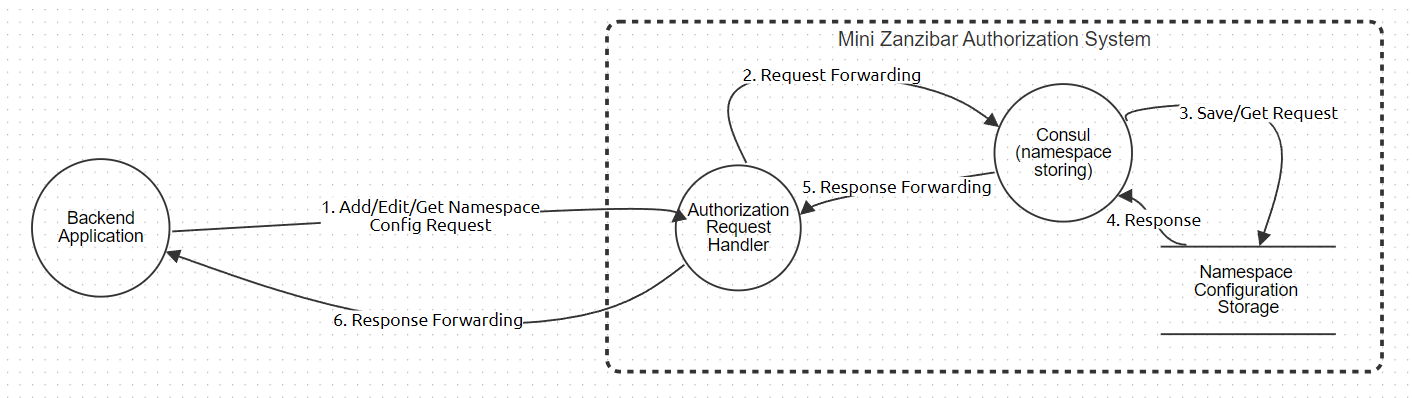 Mini Zanzibar Authorization System
2. Request Forwarding
3. Save/Get Request
Consul
(namespace
storing)
5. Response Forwarding
1. Add/Edit/Get Namespace
Config Request
Backend
Application
Authorization
Request
Handler
4. Response
Namespace
Configuration
Storage
6. Response Forwarding